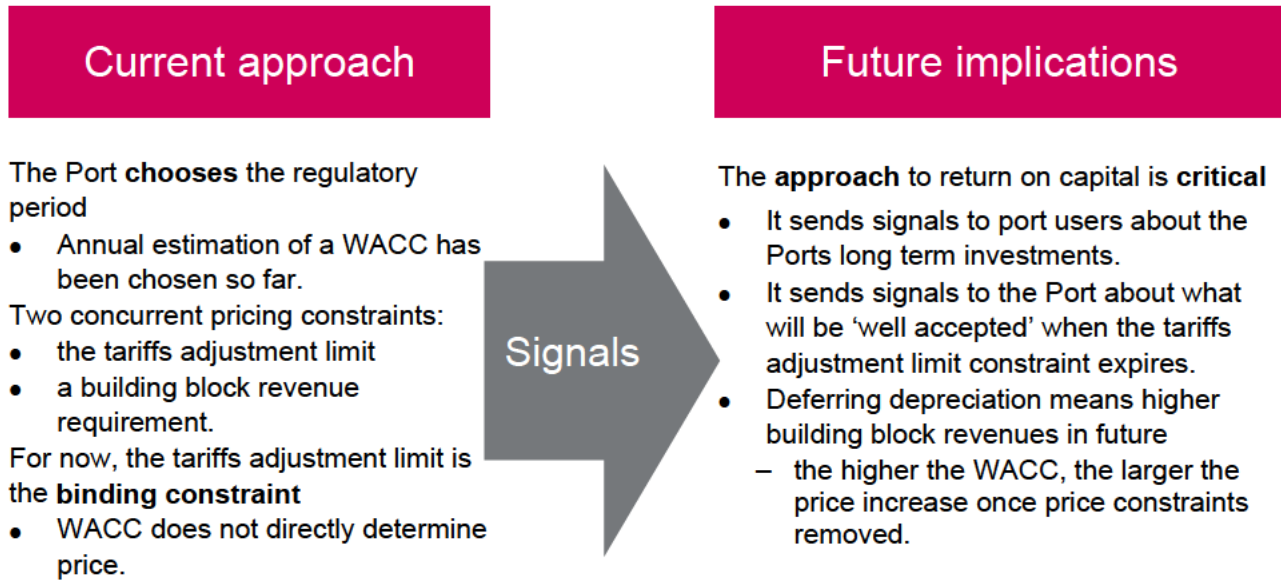 Current approach
The Port chooses the regulatory
period
• Annual estimation of a WACC has
been chosen so far.
Two concurrent pricing constraints:
• the tariffs adjustment limit
• a building block revenue
requirement.
For now, the tariffs adjustment limit is
the binding constraint
• WACC does not directly determine
price.
Signals
Future implications
The approach to return on capital is critical
• It sends signals to port users about the
Ports long term investments.
• It sends signals to the Port about what
will be ‘well accepted’ when the tariffs
adjustment limit constraint expires.
• Deferring depreciation means higher
building block revenues in future
– the higher the WACC, the larger the
price increase once price constraints
removed.